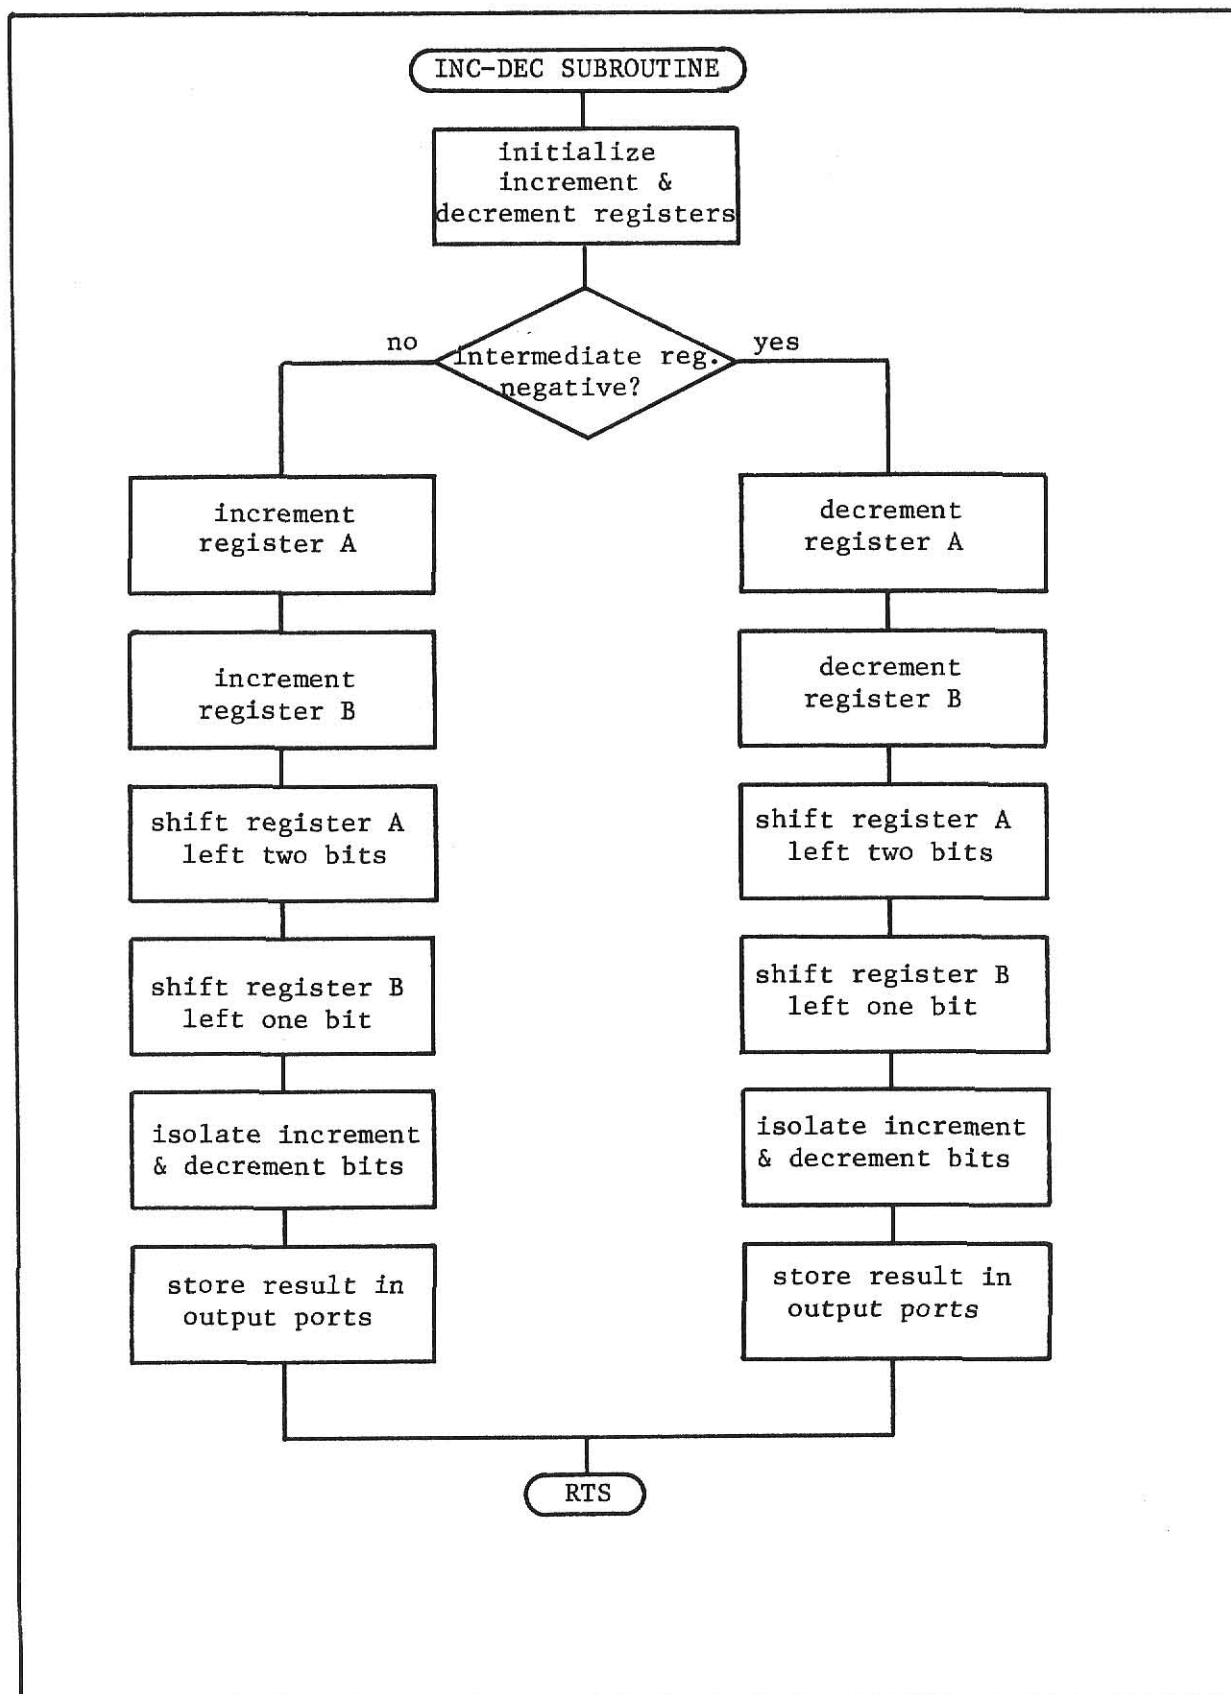 INC-DEC SUBROUTINE
initialize
increment &
decrement registers
no
intermediate reg.
negative?
yes
increment
register A
increment
register B
shift register A
left two bits
shift register B
left one bit
isolate increment
& decrement bits
store result in
output ports
decrement
register A
decrement
register B
shift register A
left two bits
shift register B
left one bit
isolate increment
& decrement bits
store result in
output ports
RTS